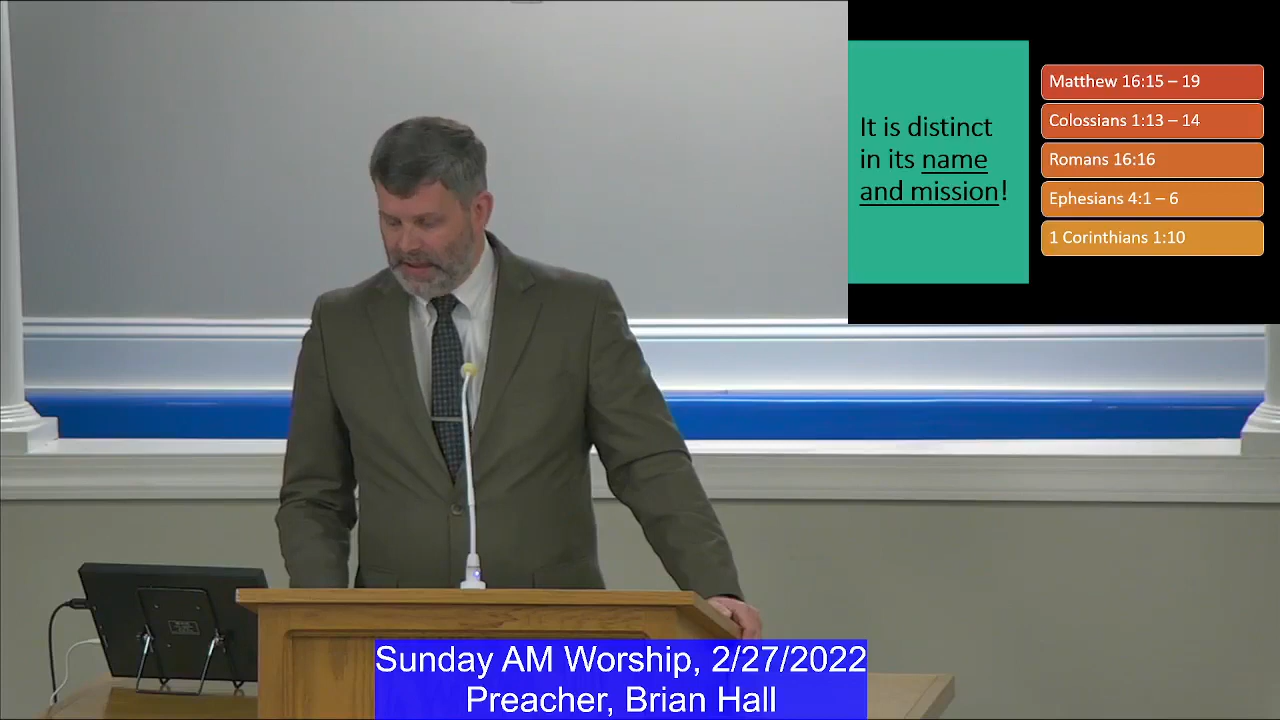 It is distinct
in its name
and mission!
Matthew 16:15 – 19
Colossians 1:13 – 14
Romans 16:16
Ephesians 4:1 – 6
1 Corinthians 1:10
Sunday AM Worship, 2/27/2022
Preacher, Brian Hall